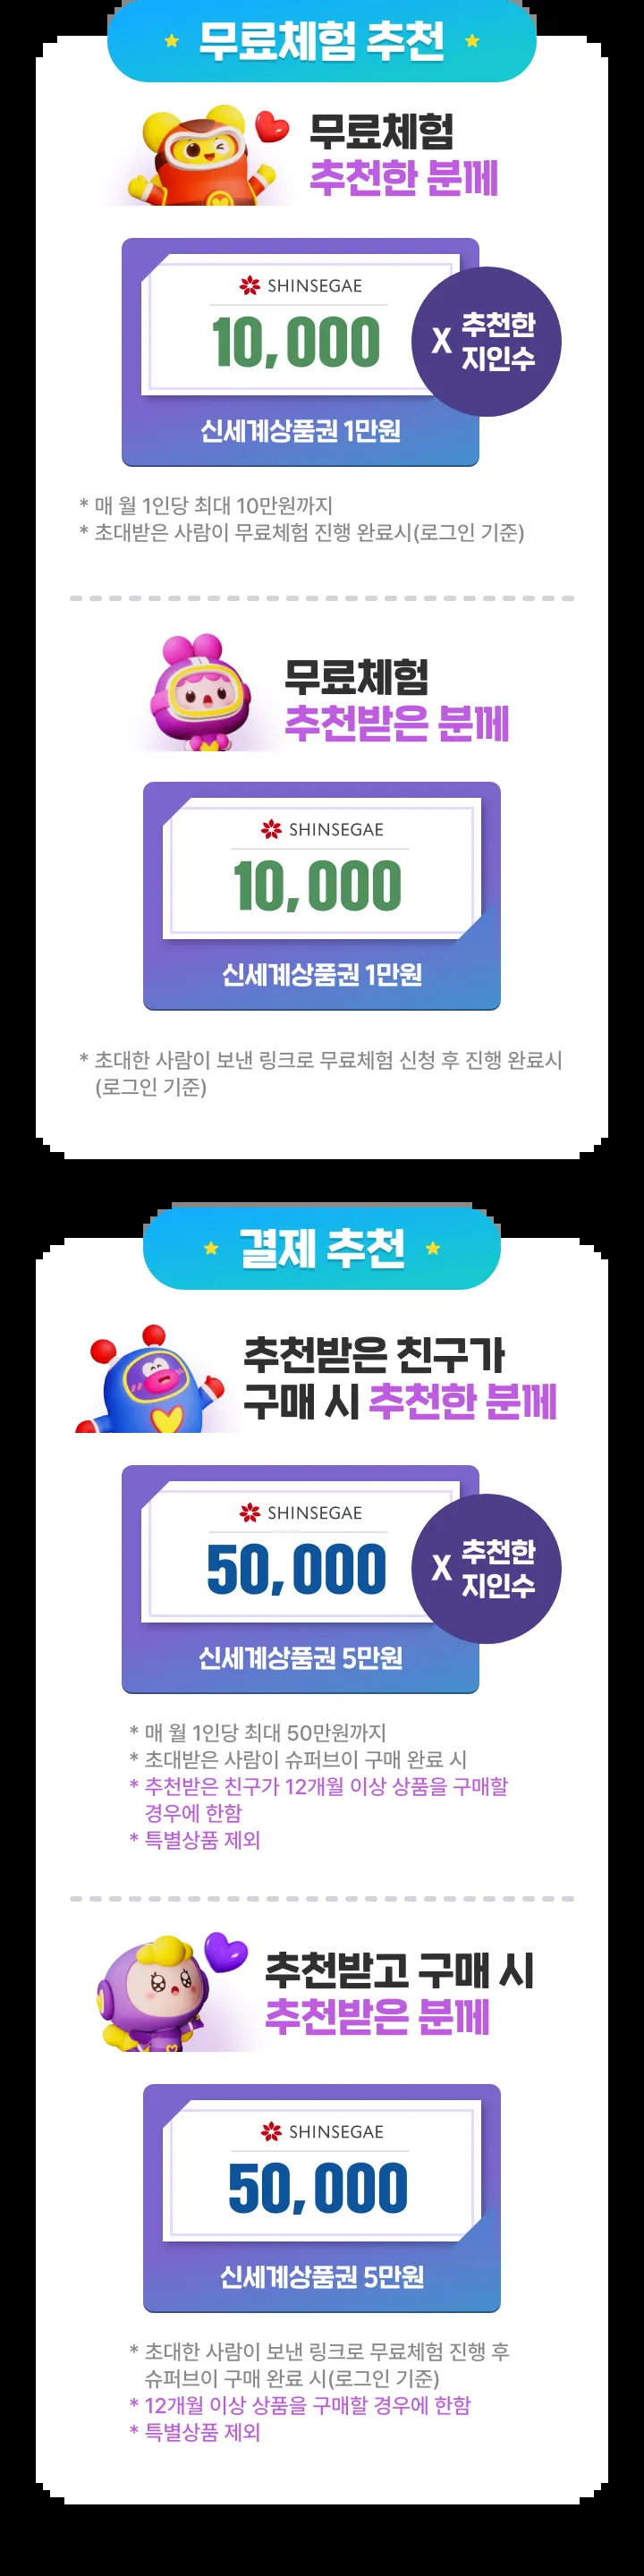 무료체험 추천
무료체험
추천한 분께
SHINSEGAE
10,000
X 추천한
지인수
신세계상품권 1만원
* 매 월 1인당 최대 10만원까지
* 초대받은 사람이 무료체험 진행 완료시(로그인 기준)
무료체험
추천받은 분께
SHINSEGAE
10,000
신세계상품권 1만원
* 초대한 사람이 보낸 링크로 무료체험 신청 후 진행 완료시
(로그인 기준)
결제 추천
추천받은 친구가
구매 시 추천한 분께
SHINSEGAE
50,000
X 추천한
지인수
신세계상품권 5만원
* 매 월 1인당 최대 50만원까지
* 초대받은 사람이 슈퍼브이 구매 완료 시
* 추천받은 친구가 12개월 이상 상품을 구매할
경우에 한함
* 특별상품 제외
추천받고 구매 시
추천받은 분께
SHINSEGAE
50,000
신세계상품권 5만원
* 초대한 사람이 보낸 링크로 무료체험 진행 후
슈퍼브이 구매 완료 시(로그인 기준)
* 12개월 이상 상품을 구매할 경우에 한함
* 특별상품 제외